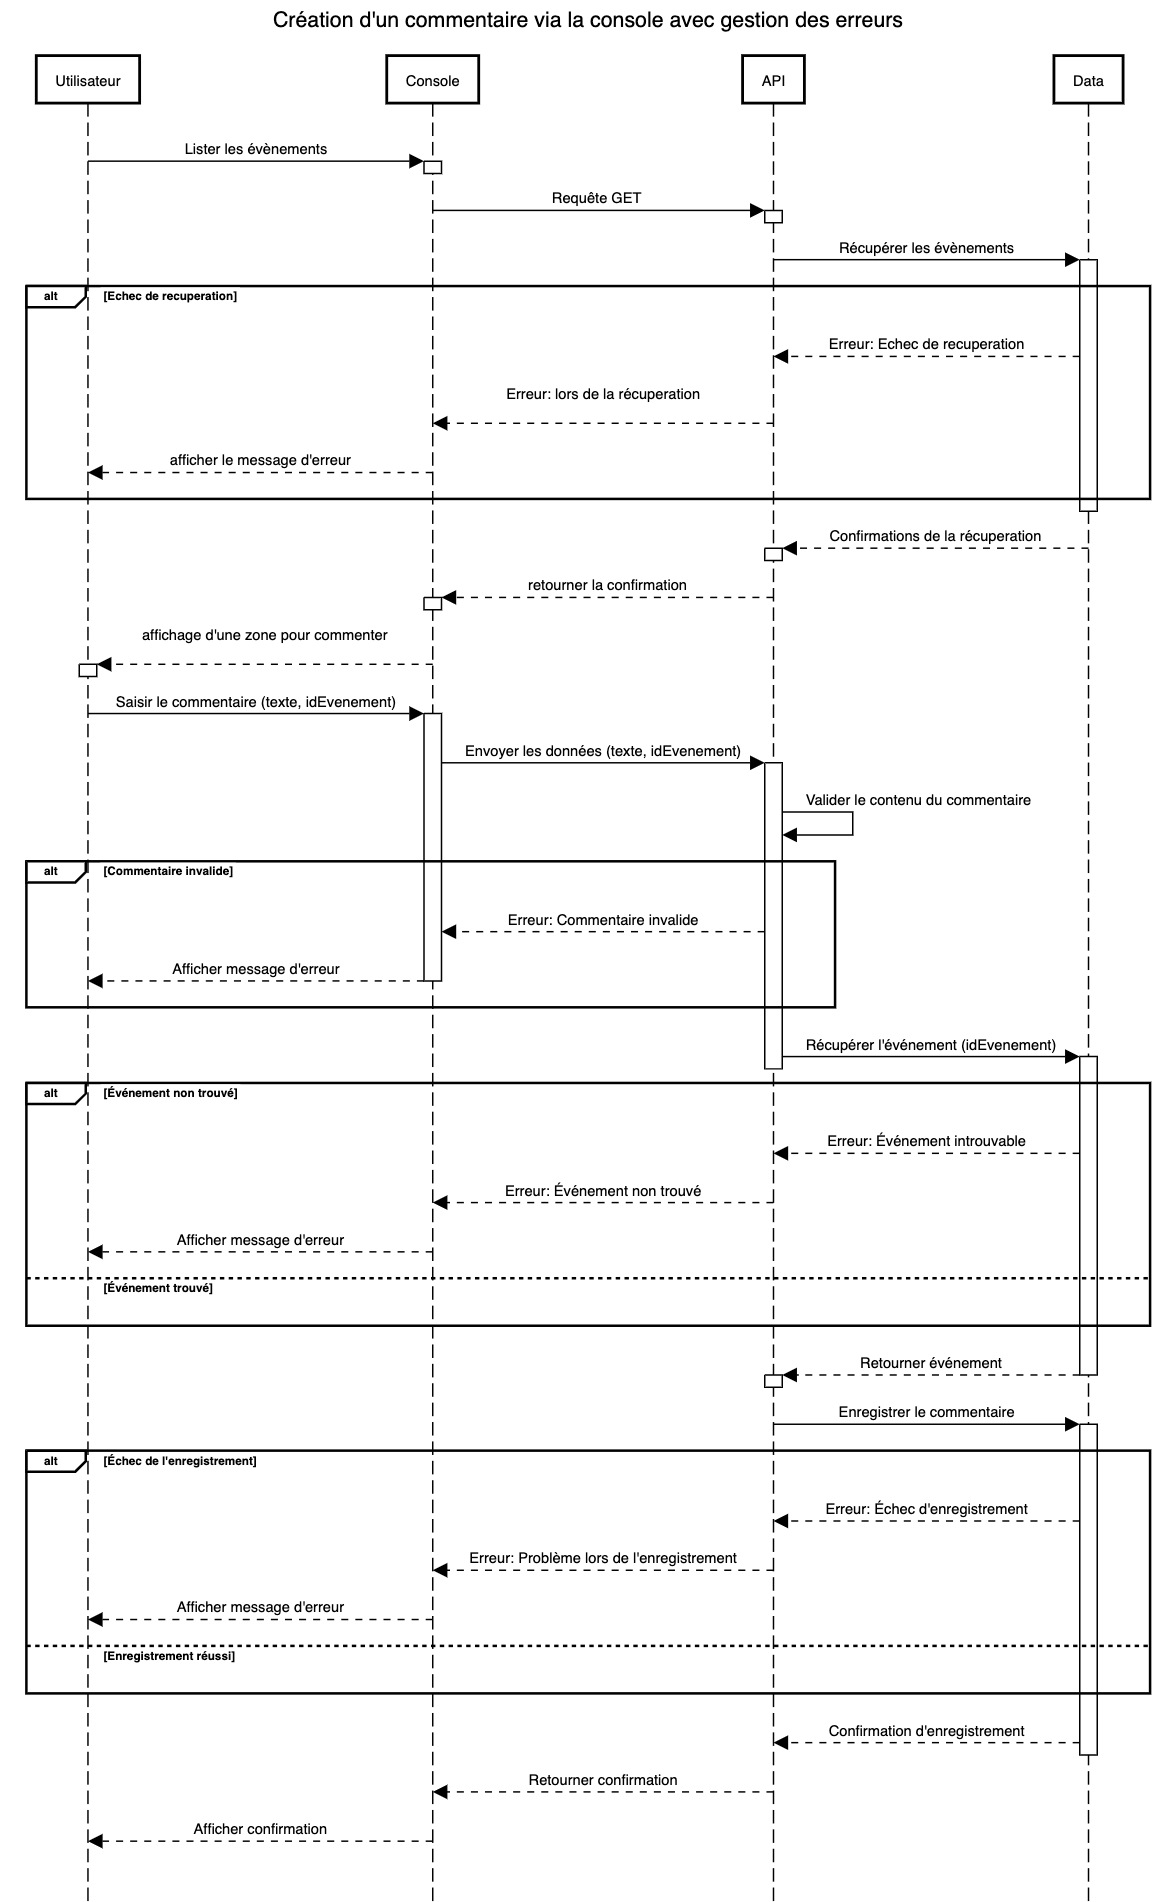 Création d'un commentaire via la console avec gestion des erreurs
Utilisateur
Console
API
Data
Lister les évènements
Requête GET
Récupérer les évènements
alt
[Echec de recuperation]
Erreur: Echec de recuperation
Erreur: lors de la récuperation
afficher le message d'erreur
Confirmations de la récuperation
retourner la confirmation
affichage d'une zone pour commenter
Saisir le commentaire (texte, idEvenement)
Envoyer les données (texte, idEvenement)
Valider le contenu du commentaire
alt
[Commentaire invalide]
Erreur: Commentaire invalide
Afficher message d'erreur
Récupérer l'événement (idEvenement)
alt
[Événement non trouvé]
Erreur: Événement introuvable
Erreur: Événement non trouvé
Afficher message d'erreur
[Événement trouvé]
Retourner événement
Enregistrer le commentaire
alt
[Échec de l'enregistrement]
Erreur: Échec d'enregistrement
Erreur: Problème lors de l'enregistrement
Afficher message d'erreur
[Enregistrement réussi]
Confirmation d'enregistrement
Retourner confirmation
Afficher confirmation